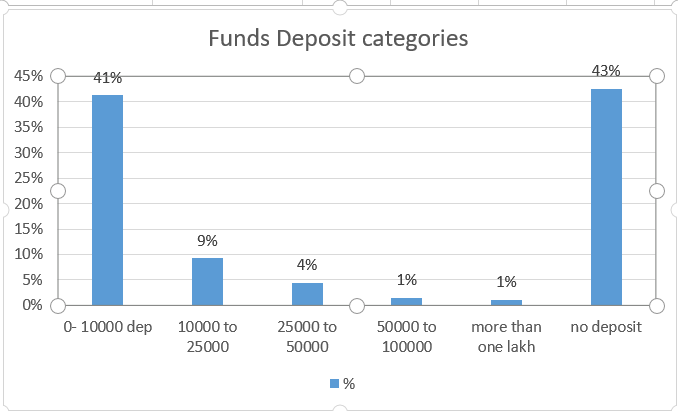 Funds Deposit categories
45%
40%
35%
30%
25%
20%
15%
10%
5%
0%
41%
9%
4%
1%
1%
43%
0- 10000 dep
10000 to
25000
25000 to
50000
50000 to
100000
more than
one lakh
no deposit
%